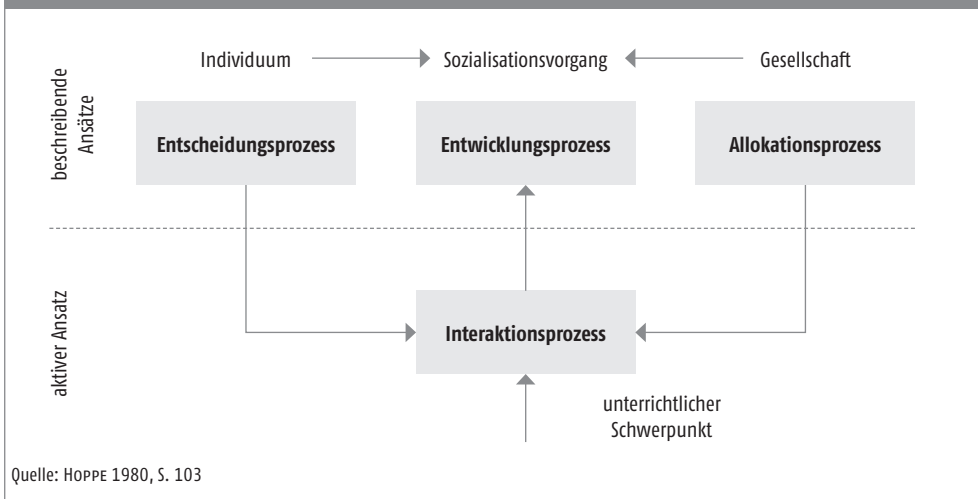 Individuum Sozialisationsvorgang Gesellschaft
beschreibende
Ansätze
Entscheidungsprozess Entwicklungsprozess Allokationsprozess
aktiver Ansatz
Interaktionsprozess
unterrichtlicher
Schwerpunkt
Quelle: HOPPE 1980, S. 103